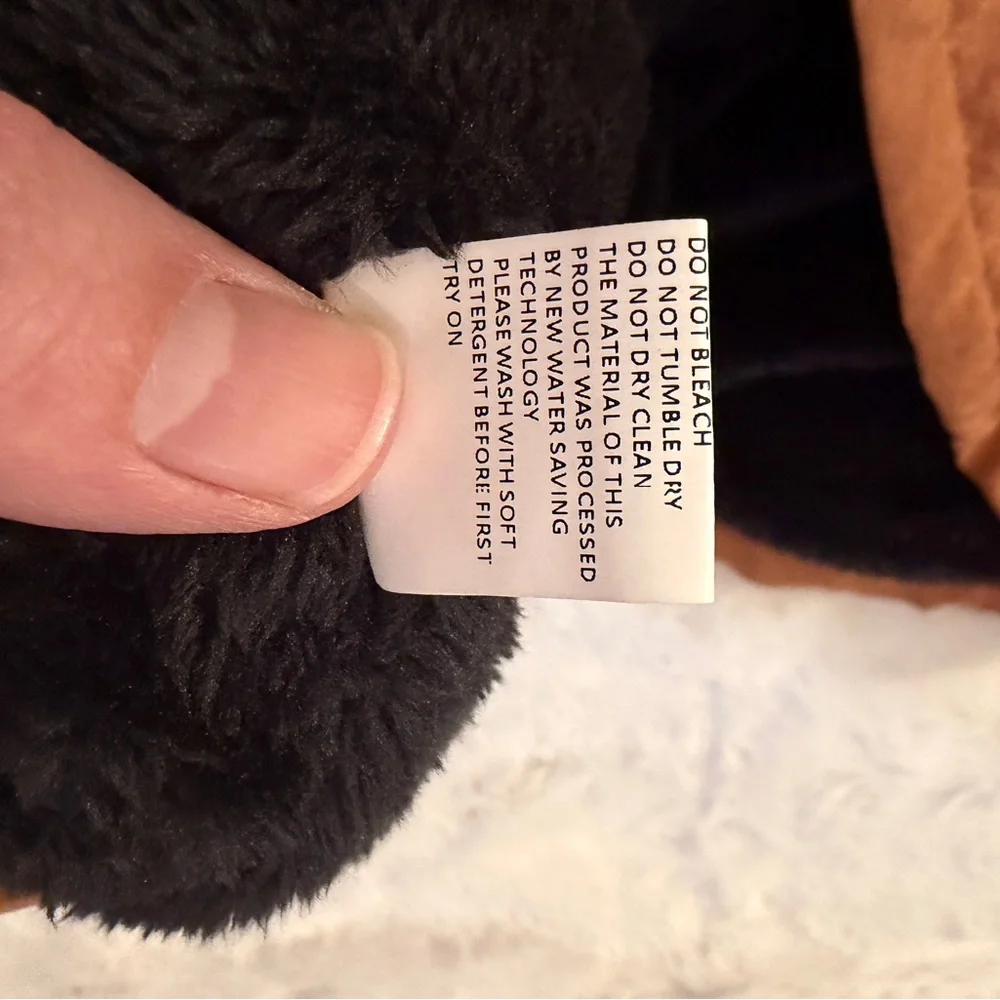 DO NOT BLEACH
DO NOT TUMBLE DRY
DO NOT DRY CLEAN
THE MATERIAL OF THIS
PRODUCT WAS PROCESSED
BY NEW WATER SAVING
TECHNOLOGY
PLEASE WASH WITH SOFT
DETERGENT BEFORE FIRST
TRY ON